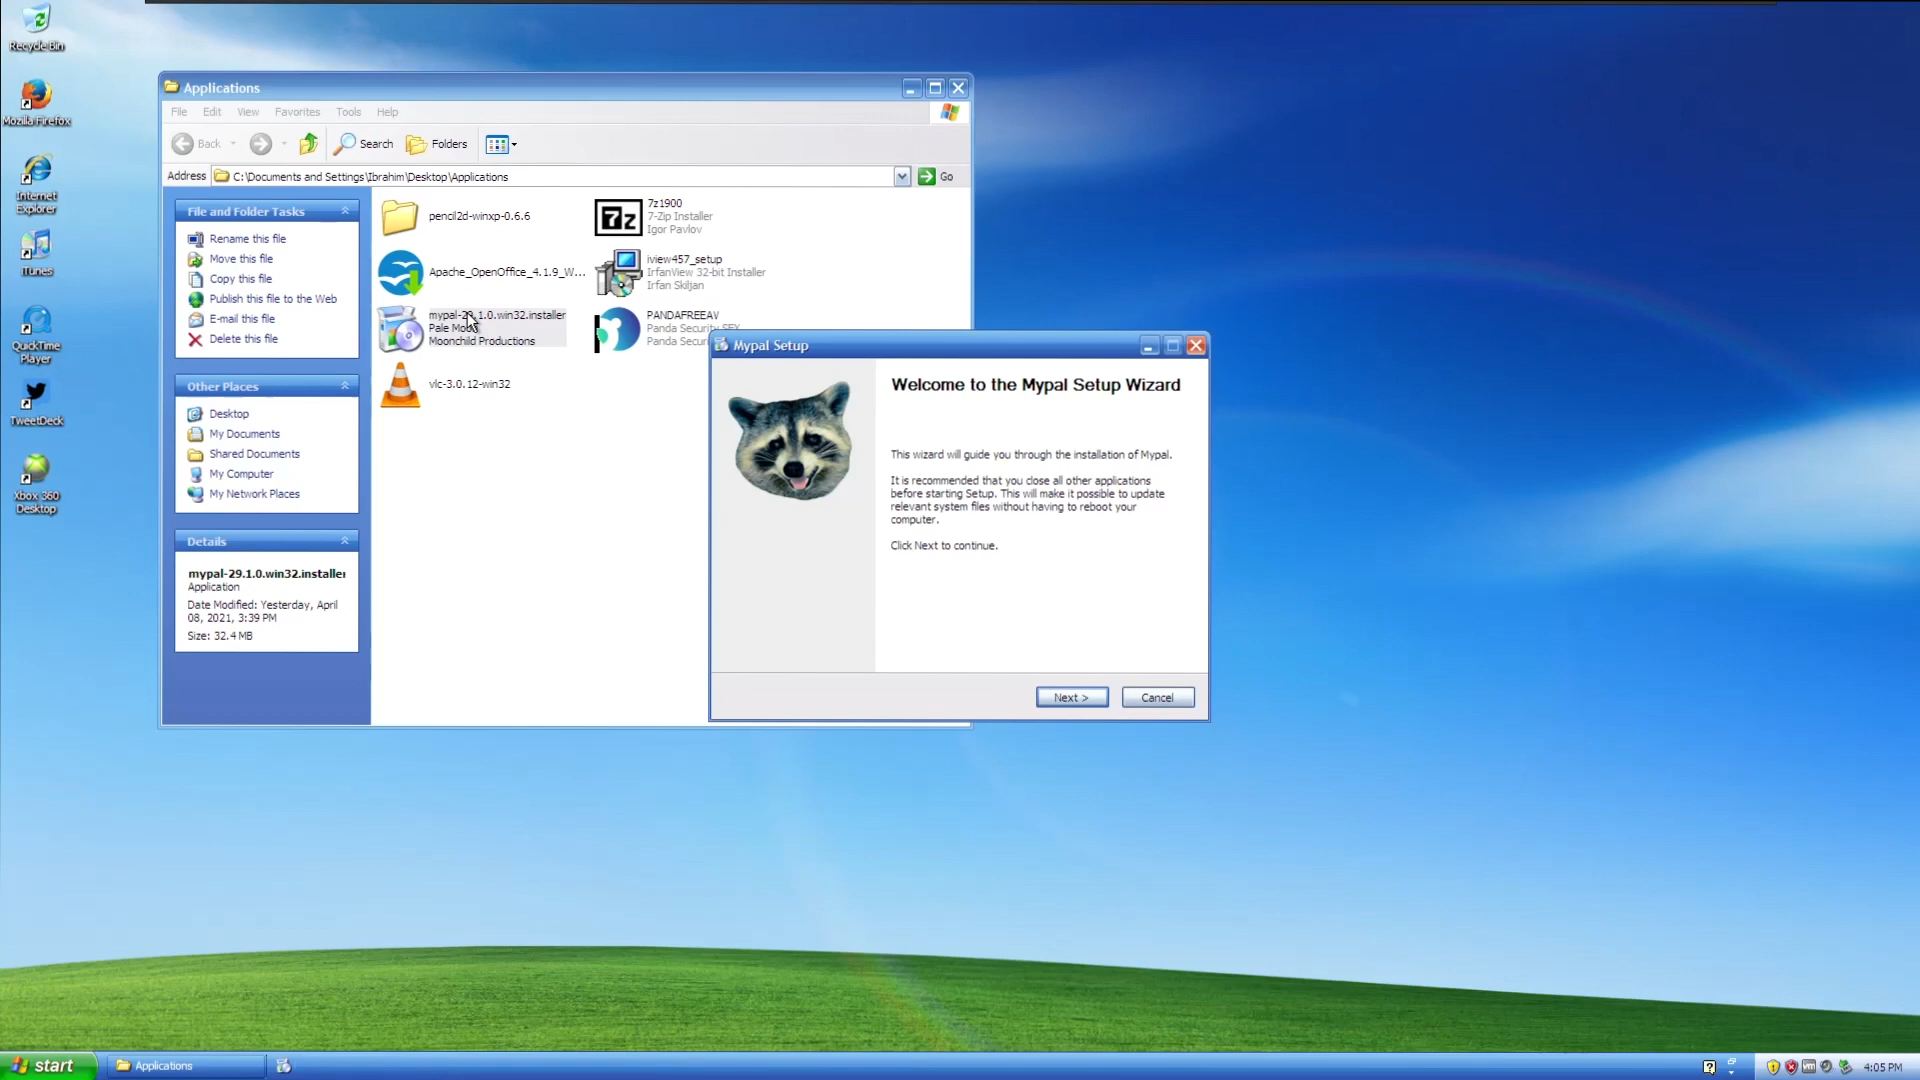 Recycle Bin
Mozilla Firefox
Internet
Explorer
iTunes
QuickTime
Player
TweetDeck
Xbox 360
Desktop
Applications
File Edit View Favorites Tools Help
Back Search Folders
Address C:\Documents and Settings\Ibrahim\Desktop\Applications Go
File and Folder Tasks
Rename this file
Move this file
Copy this file
Publish this file to the Web
E-mail this file
Delete this file
Other Places
Desktop
My Documents
Shared Documents
My Computer
My Network Places
Details
mypal-29.1.0.win32.installer
Application
Date Modified: Yesterday, April
08, 2021, 3:39 PM
Size: 32.4 MB
pencil2d-winxp-0.6.6
7z
7z1900
7-Zip Installer
Igor Pavlov
Apache_OpenOffice_4.1.9_W...
iview457_setup
IrfanView 32-bit Installer
Irfan Skiljan
mypal-29.1.0.win32.installer
Pale Moon
Moonchild Productions
PANDAFREEAV
Panda Security SFX
Panda Secur
vlc-3.0.12-win32
Mypal Setup
Welcome to the Mypal Setup Wizard
This wizard will guide you through the installation of Mypal.
It is recommended that you close all other applications
before starting Setup. This will make it possible to update
relevant system files without having to reboot your
computer.
Click Next to continue.
Next >
Cancel
start
Applications
4:05 PM